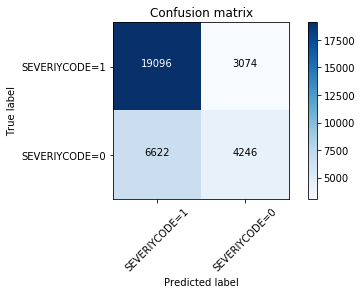 Confusion matrix
SEVERIYCODE=1
19096
3074
SEVERIYCODE=0
6622
4246
True label
SEVERIYCODE=1
SEVERIYCODE=0
Predicted label
17500
15000
12500
10000
7500
5000